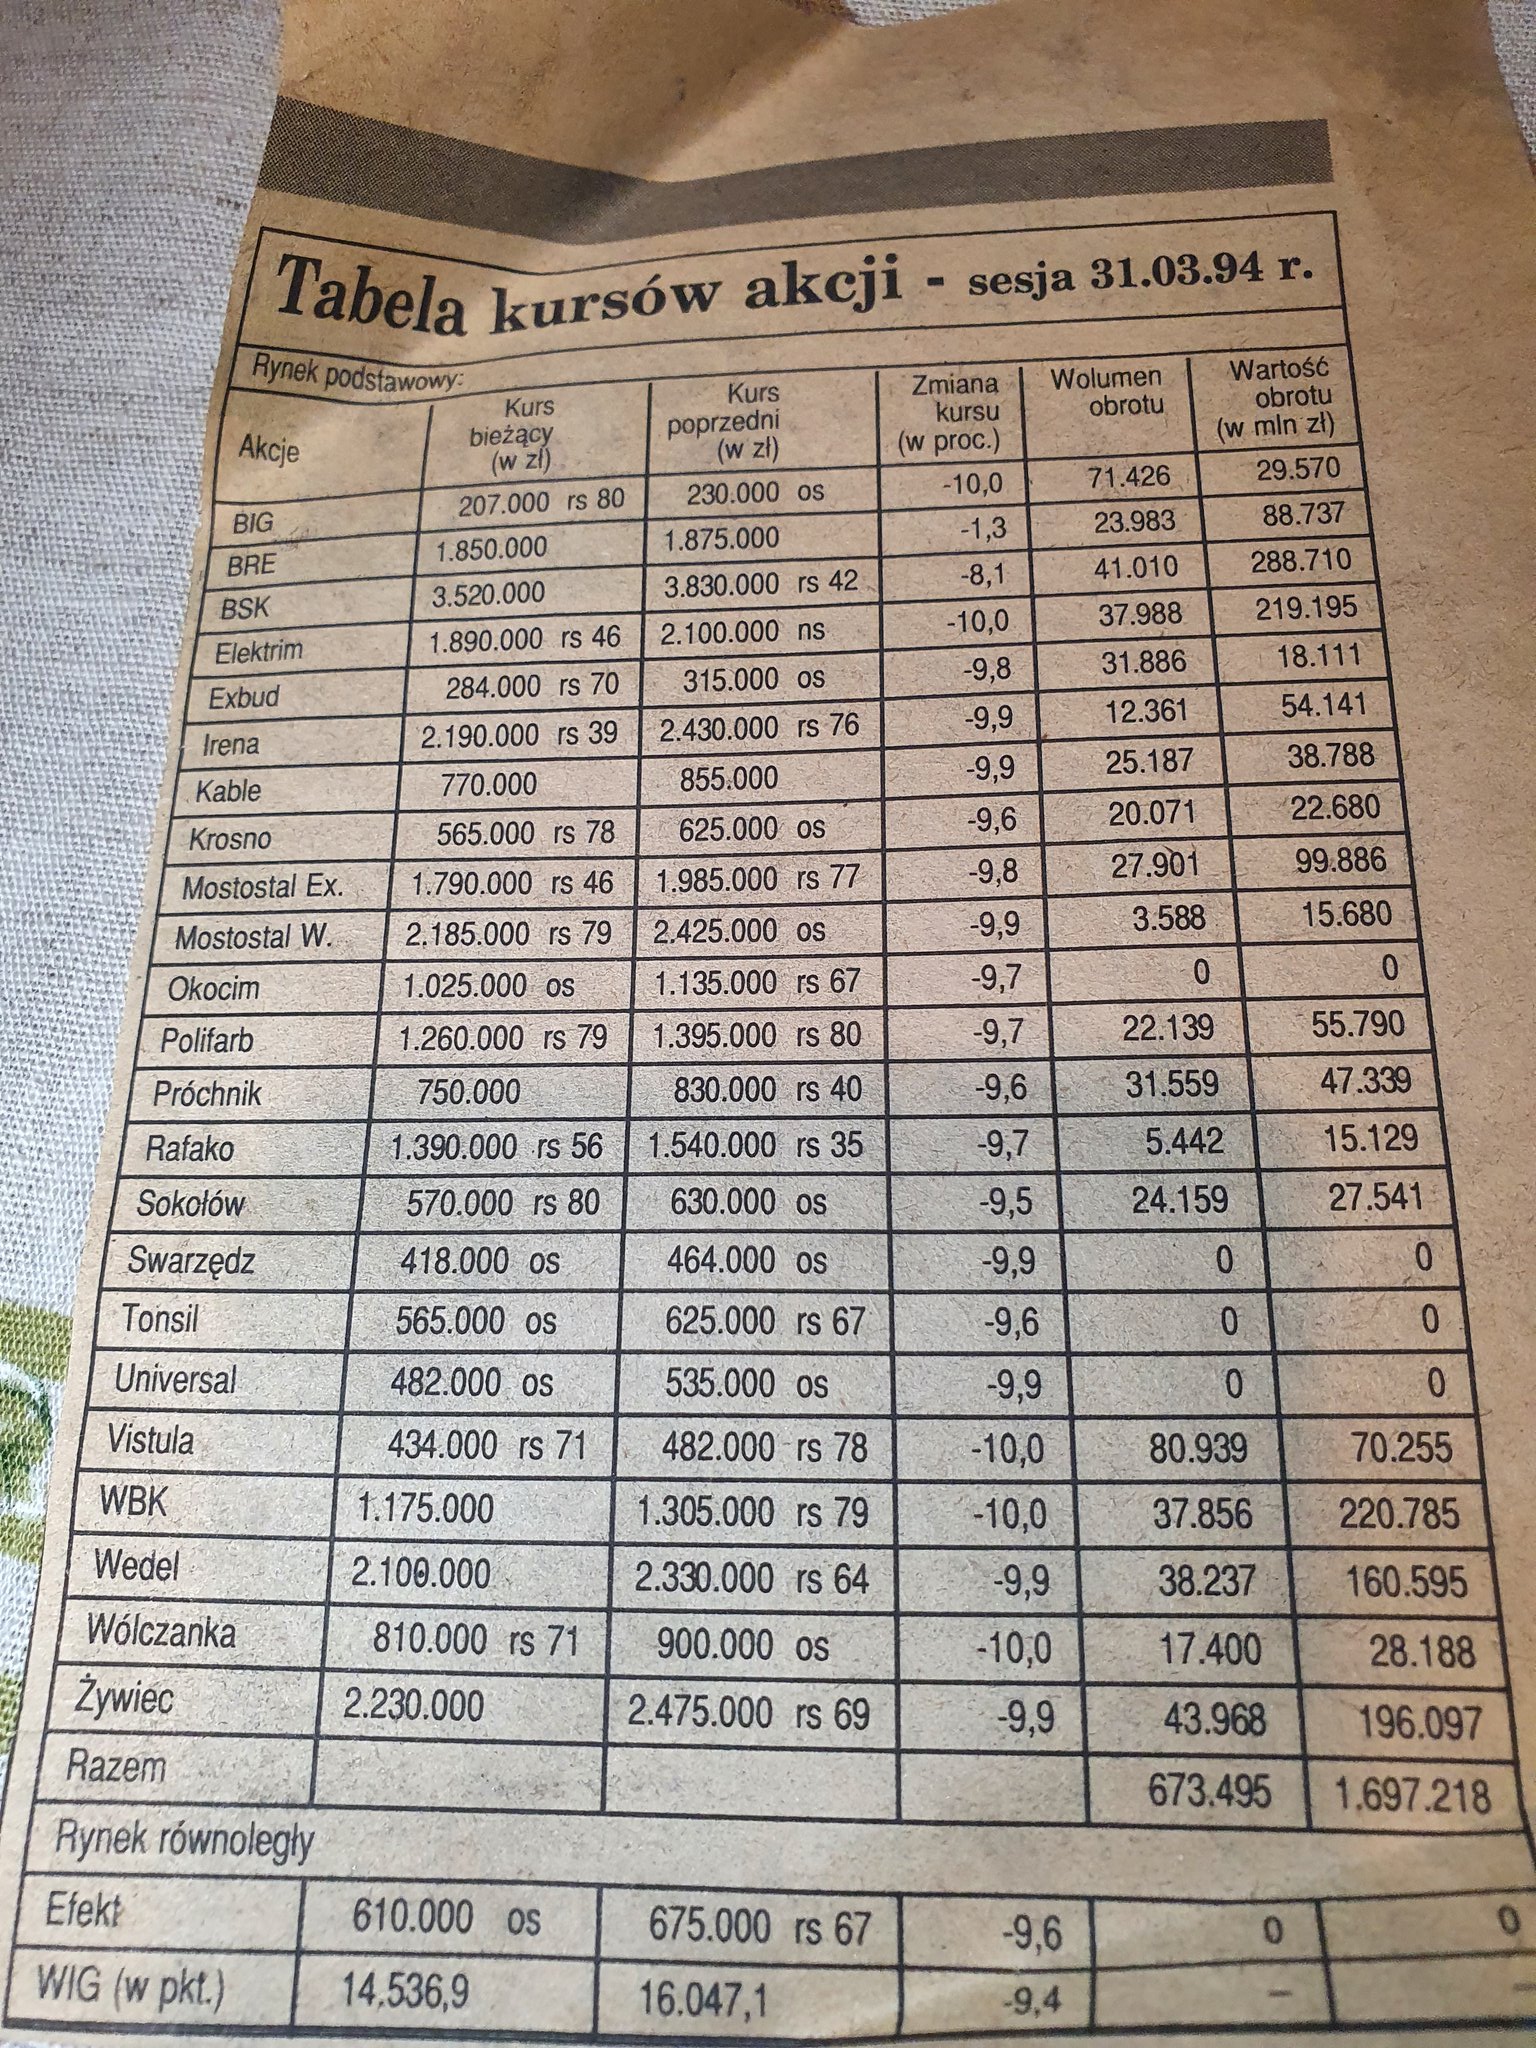 Tabela kursów akcji - sesja 31.03.94 r.
Rynek podstawowy:
Akcje Kurs bieżący (w zł) Kurs poprzedni (w zł) Zmiana kursu (w proc.) Wolumen obrotu Wartość obrotu (w mln zł)
BIG 207.000 rs 80 230.000 os -10,0 71.426 29.570
BRE 1.850.000 1.875.000 -1,3 23.983 88.737
BSK 3.520.000 3.830.000 rs 42 -8,1 41.010 288.710
Elektrim 1.890.000 rs 46 2.100.000 ns -10,0 37.988 219.195
Exbud 284.000 rs 70 315.000 os -9,8 31.886 18.111
Irena 2.190.000 rs 39 2.430.000 rs 76 -9,9 12.361 54.141
Kable 770.000 855.000 -9,9 25.187 38.788
Krosno 565.000 rs 78 625.000 os -9,6 20.071 22.680
Mostostal Ex. 1.790.000 rs 46 1.985.000 rs 77 -9,8 27.901 99.886
Mostostal W. 2.185.000 rs 79 2.425.000 os -9,9 3.588 15.680
Okocim 1.025.000 os 1.135.000 rs 67 -9,7 0 0
Polifarb 1.260.000 rs 79 1.395.000 rs 80 -9,7 22.139 55.790
Próchnik 750.000 830.000 rs 40 -9,6 31.559 47.339
Rafako 1.390.000 rs 56 1.540.000 rs 35 -9,7 5.442 15.129
Sokołów 570.000 rs 80 630.000 os -9,5 24.159 27.541
Swarzędz 418.000 os 464.000 os -9,9 0 0
Tonsil 565.000 os 625.000 rs 67 -9,6 0 0
Universal 482.000 os 535.000 os -9,9 0 0
Vistula 434.000 rs 71 482.000 rs 78 -10,0 80.939 70.255
WBK 1.175.000 1.305.000 rs 79 -10,0 37.856 220.785
Wedel 2.100.000 2.330.000 rs 64 -9,9 38.237 160.595
Wólczanka 810.000 rs 71 900.000 os -10,0 17.400 28.188
Żywiec 2.230.000 2.475.000 rs 69 -9,9 43.968 196.097
Razem 673.495 1.697.218
Rynek równoległy
Efekt 610.000 os 675.000 rs 67 -9,6 0 0
WIG (w pkt.) 14.536,9 16.047,1 -9,4 – –